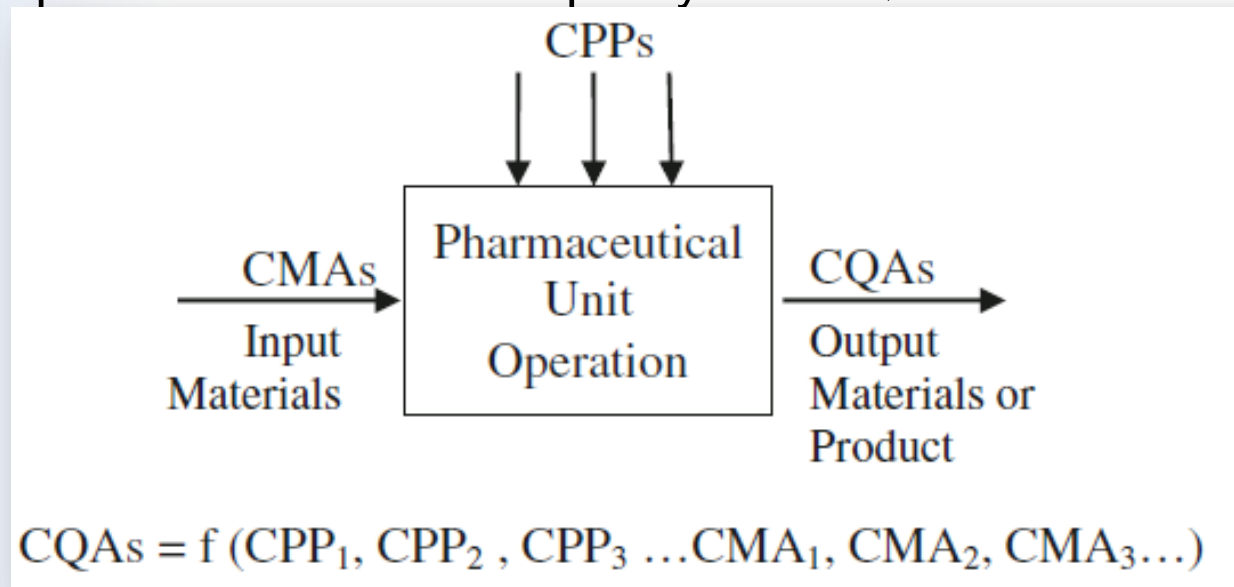 CPPs
CMAs
Input
Materials
Pharmaceutical
Unit
Operation
CQAs
Output
Materials or
Product
CQAs = f (CPP₁, CPP₂ , CPP₃ …CMA₁, CMA₂, CMA₃…)